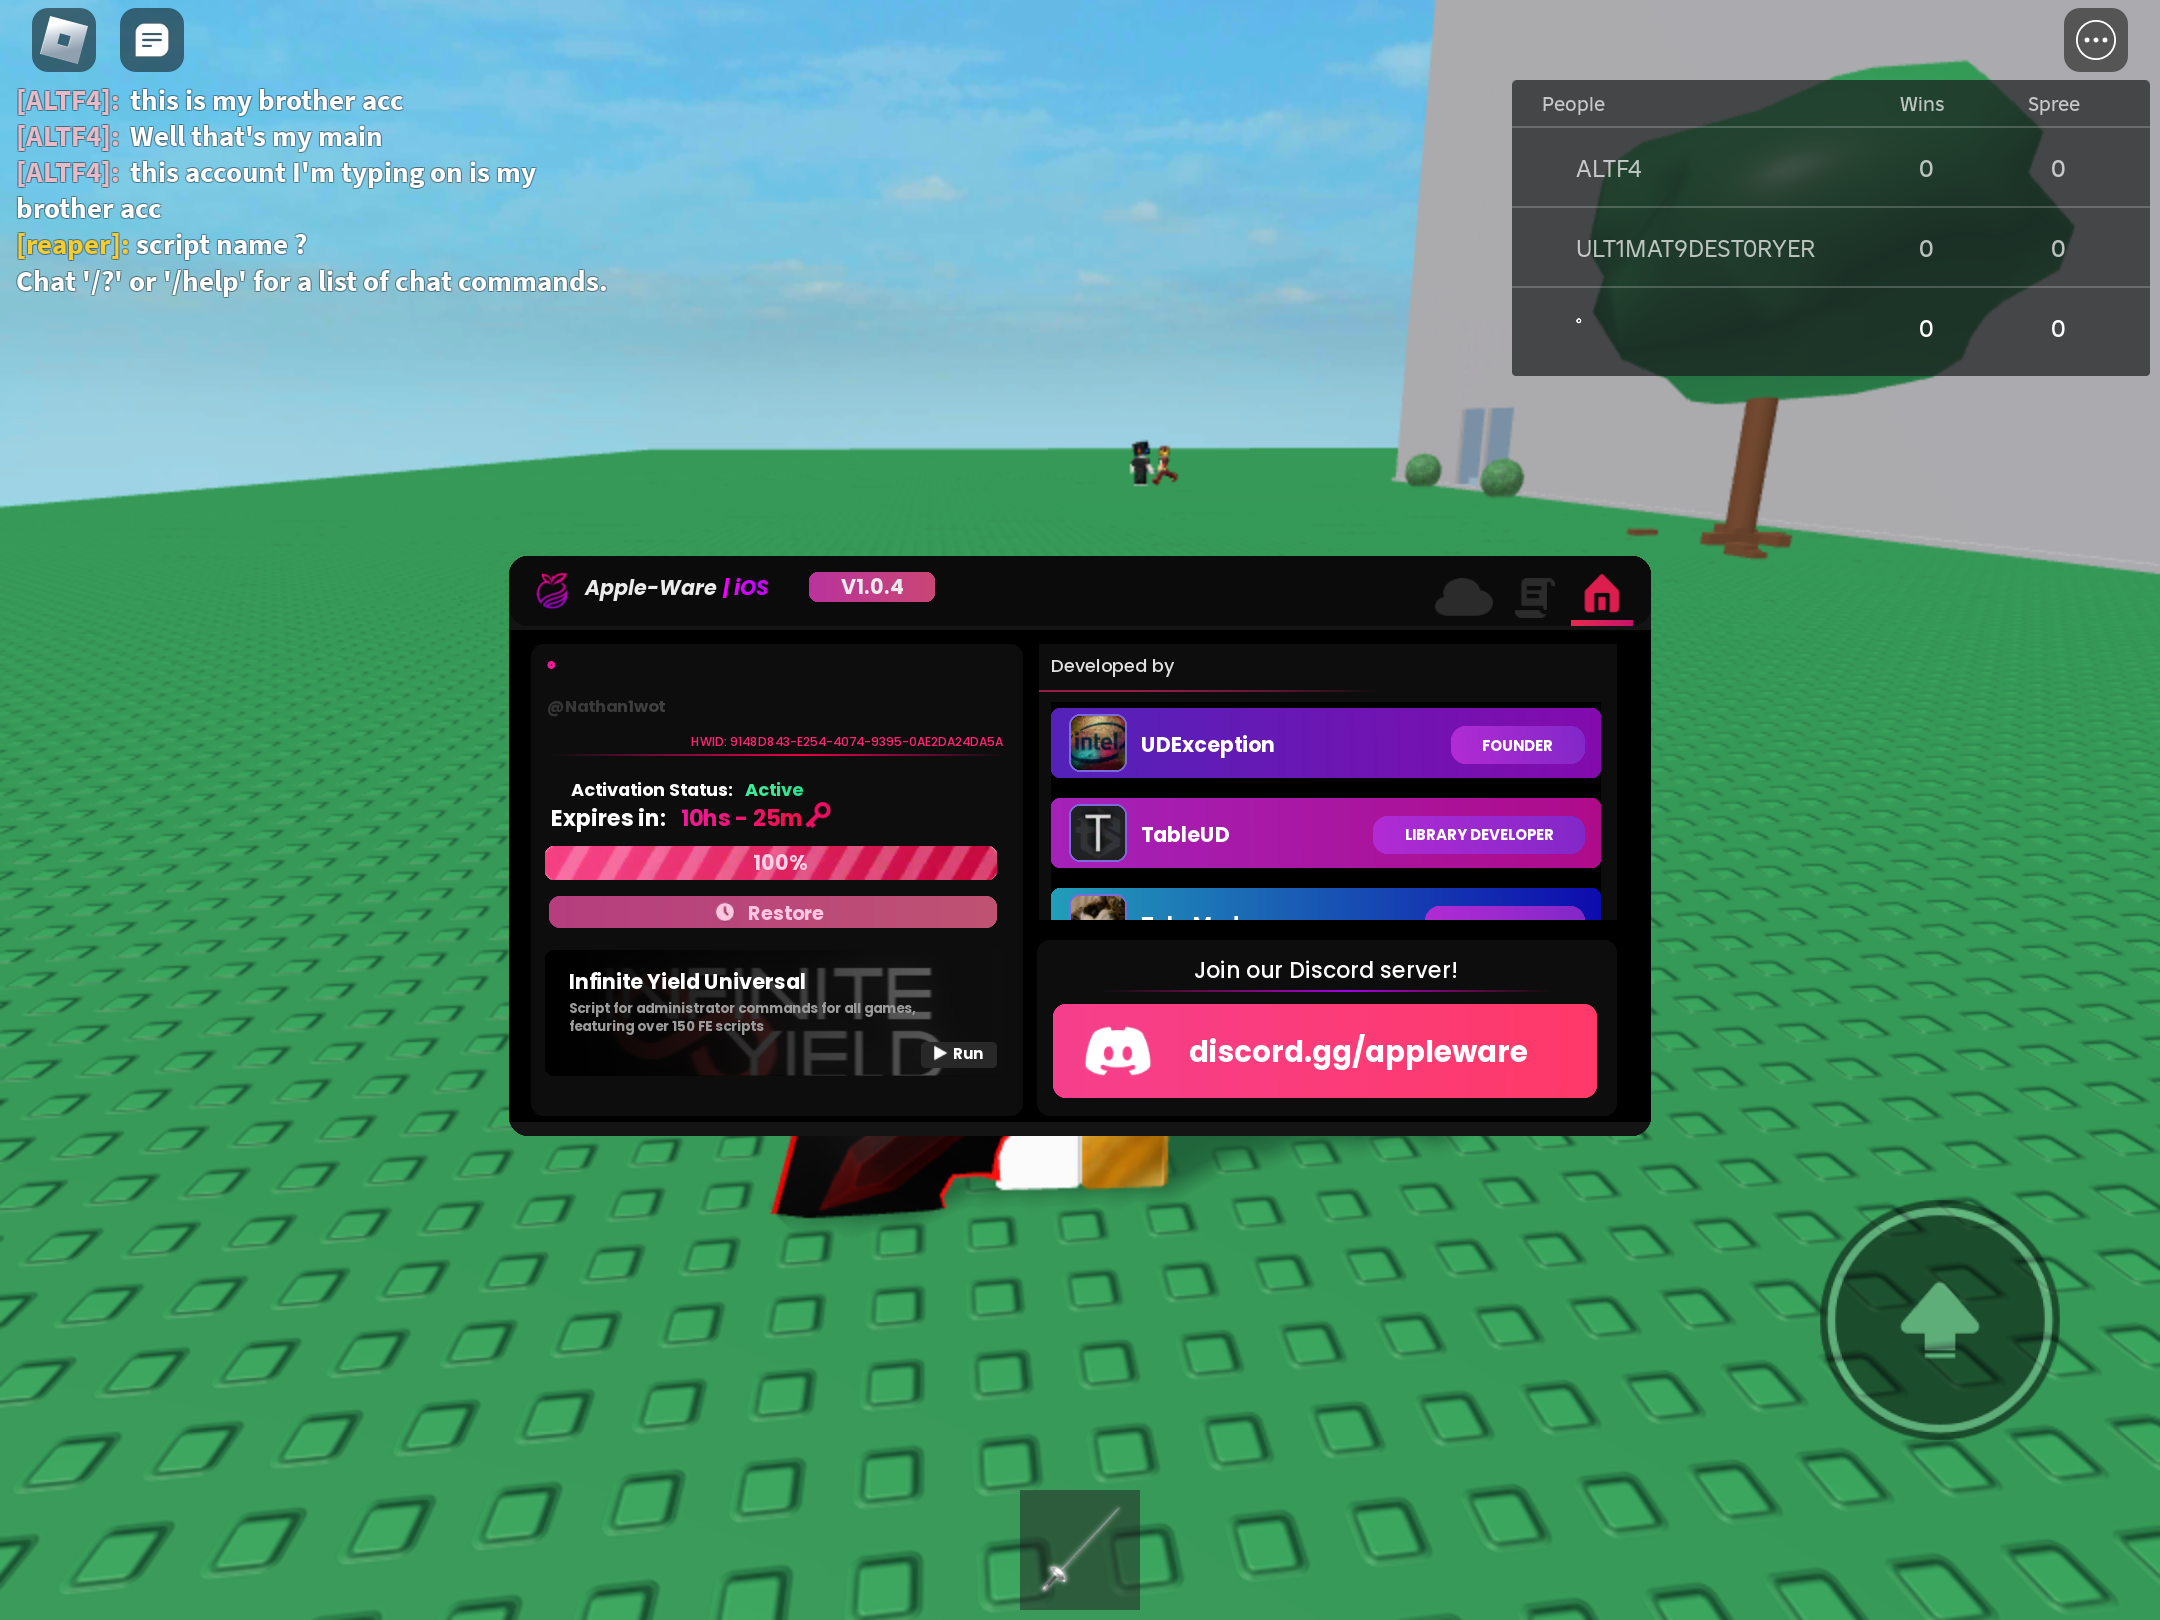 [ALTF4]: this is my brother acc
[ALTF4]: Well that's my main
[ALTF4]: this account I'm typing on is my
brother acc
[reaper]: script name ?
Chat '/?' or '/help' for a list of chat commands.
People Wins Spree
ALTF4 0 0
ULT1MAT9DEST0RYER 0 0
° 0 0
Apple-Ware | iOS V1.0.4
°
@Nathan1wot
HWID: 9148D843-E254-4074-9395-0AE2DA24DA5A
Activation Status: Active
Expires in: 10hs - 25m
100%
Restore
INFINITE
YIELD
Infinite Yield Universal
Script for administrator commands for all games,
featuring over 150 FE scripts
Run
Developed by
intel
UDException FOUNDER
T
TableUD LIBRARY DEVELOPER
Join our Discord server!
discord.gg/appleware